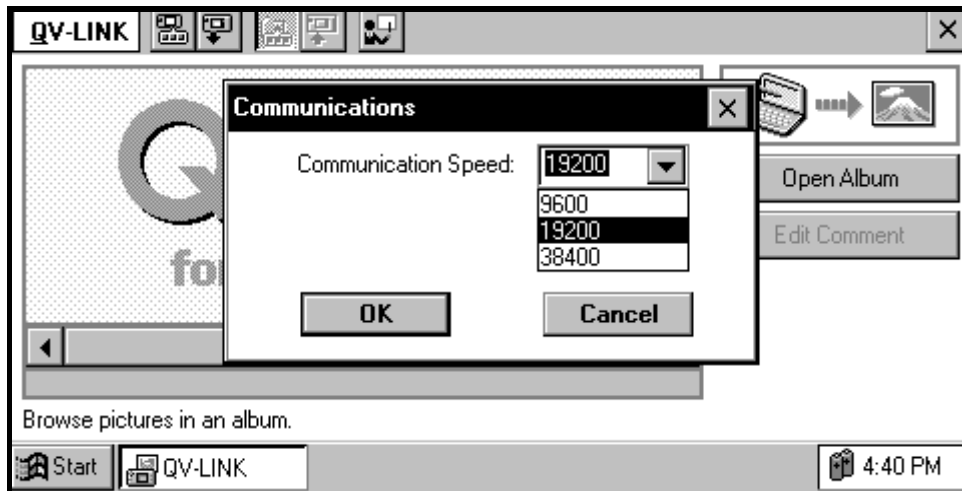 QV-LINK
Communications
Communication Speed: 19200
9600
19200
38400
OK Cancel
Open Album
Edit Comment
Browse pictures in an album.
Start QV-LINK 4:40 PM